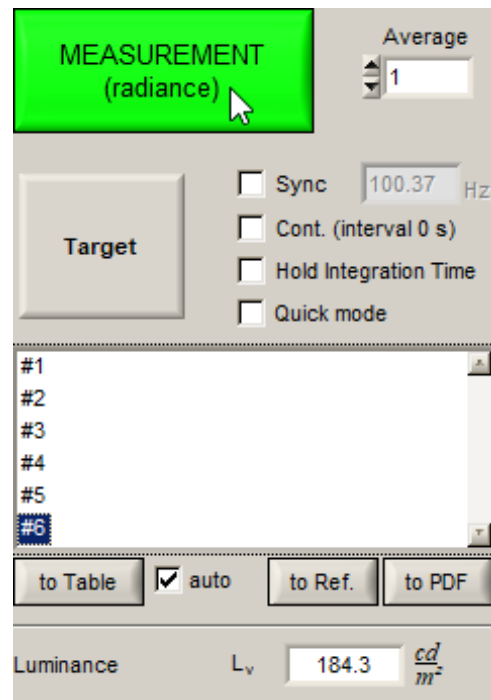 MEASUREMENT
(radiance)
Average
1
Target
Sync 100.37 Hz
Cont. (interval 0 s)
Hold Integration Time
Quick mode
#1
#2
#3
#4
#5
#6
to Table auto to Ref. to PDF
Luminance Lv 184.3 cd/m²